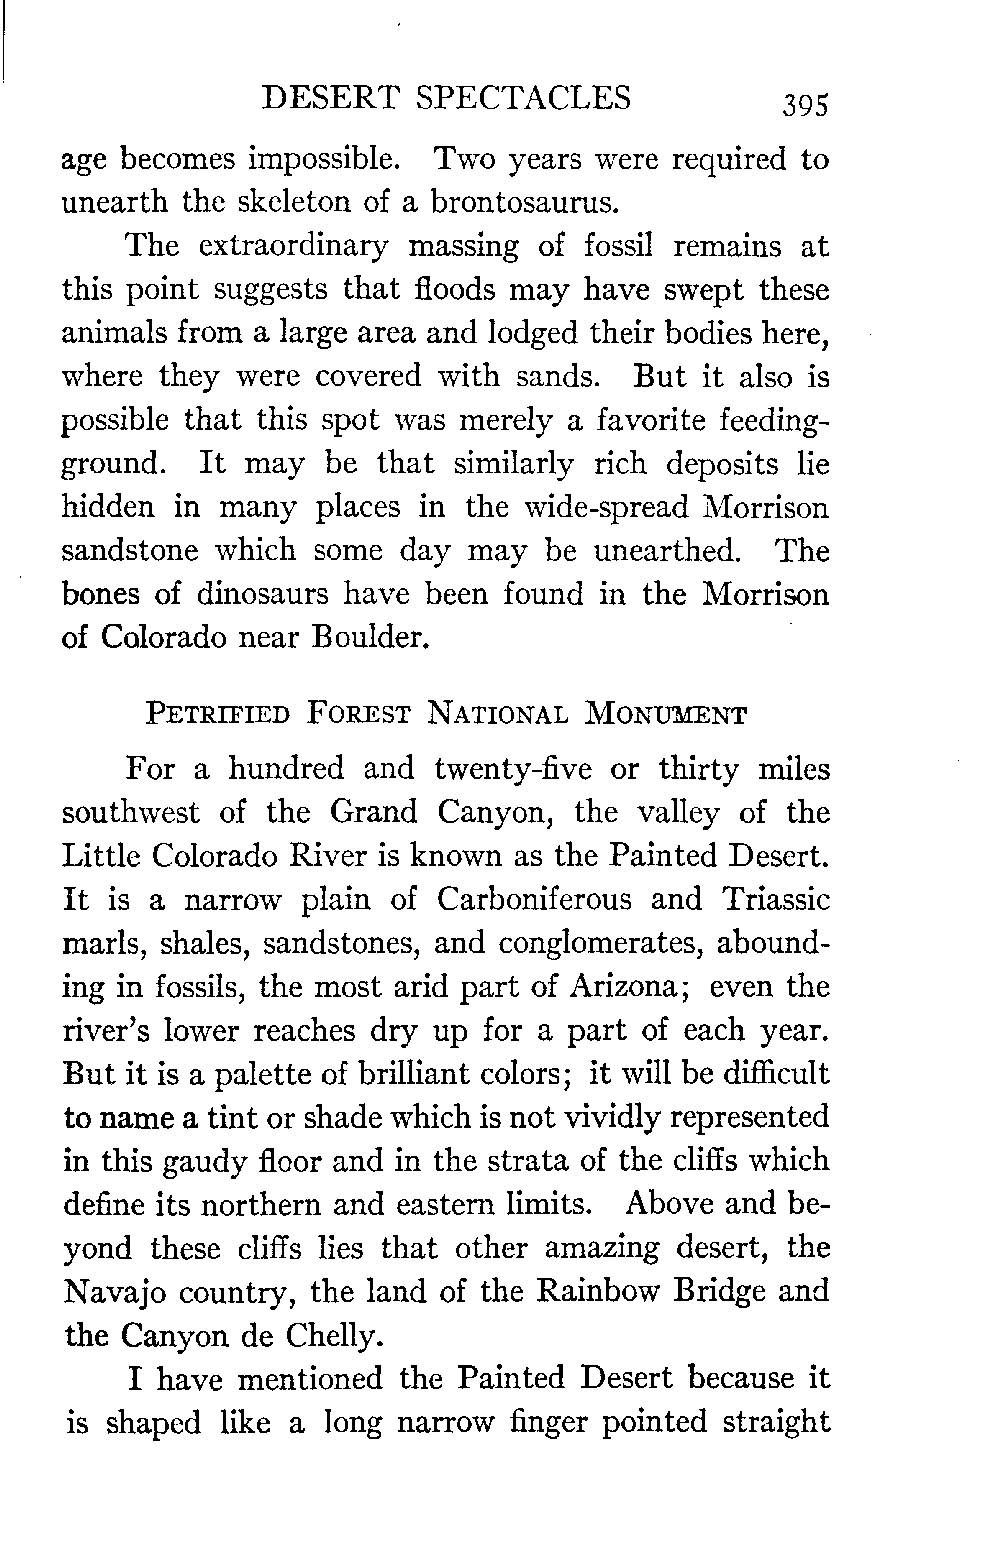 DESERT SPECTACLES 395
age becomes impossible. Two years were required to
unearth the skeleton of a brontosaurus.
The extraordinary massing of fossil remains at
this point suggests that floods may have swept these
animals from a large area and lodged their bodies here,
where they were covered with sands. But it also is
possible that this spot was merely a favorite feeding-
ground. It may be that similarly rich deposits lie
hidden in many places in the wide-spread Morrison
sandstone which some day may be unearthed. The
bones of dinosaurs have been found in the Morrison
of Colorado near Boulder.
PETRIFIED FOREST NATIONAL MONUMENT
For a hundred and twenty-five or thirty miles
southwest of the Grand Canyon, the valley of the
Little Colorado River is known as the Painted Desert.
It is a narrow plain of Carboniferous and Triassic
marls, shales, sandstones, and conglomerates, abound-
ing in fossils, the most arid part of Arizona; even the
river's lower reaches dry up for a part of each year.
But it is a palette of brilliant colors; it will be difficult
to name a tint or shade which is not vividly represented
in this gaudy floor and in the strata of the cliffs which
define its northern and eastern limits. Above and be-
yond these cliffs lies that other amazing desert, the
Navajo country, the land of the Rainbow Bridge and
the Canyon de Chelly.
I have mentioned the Painted Desert because it
is shaped like a long narrow finger pointed straight